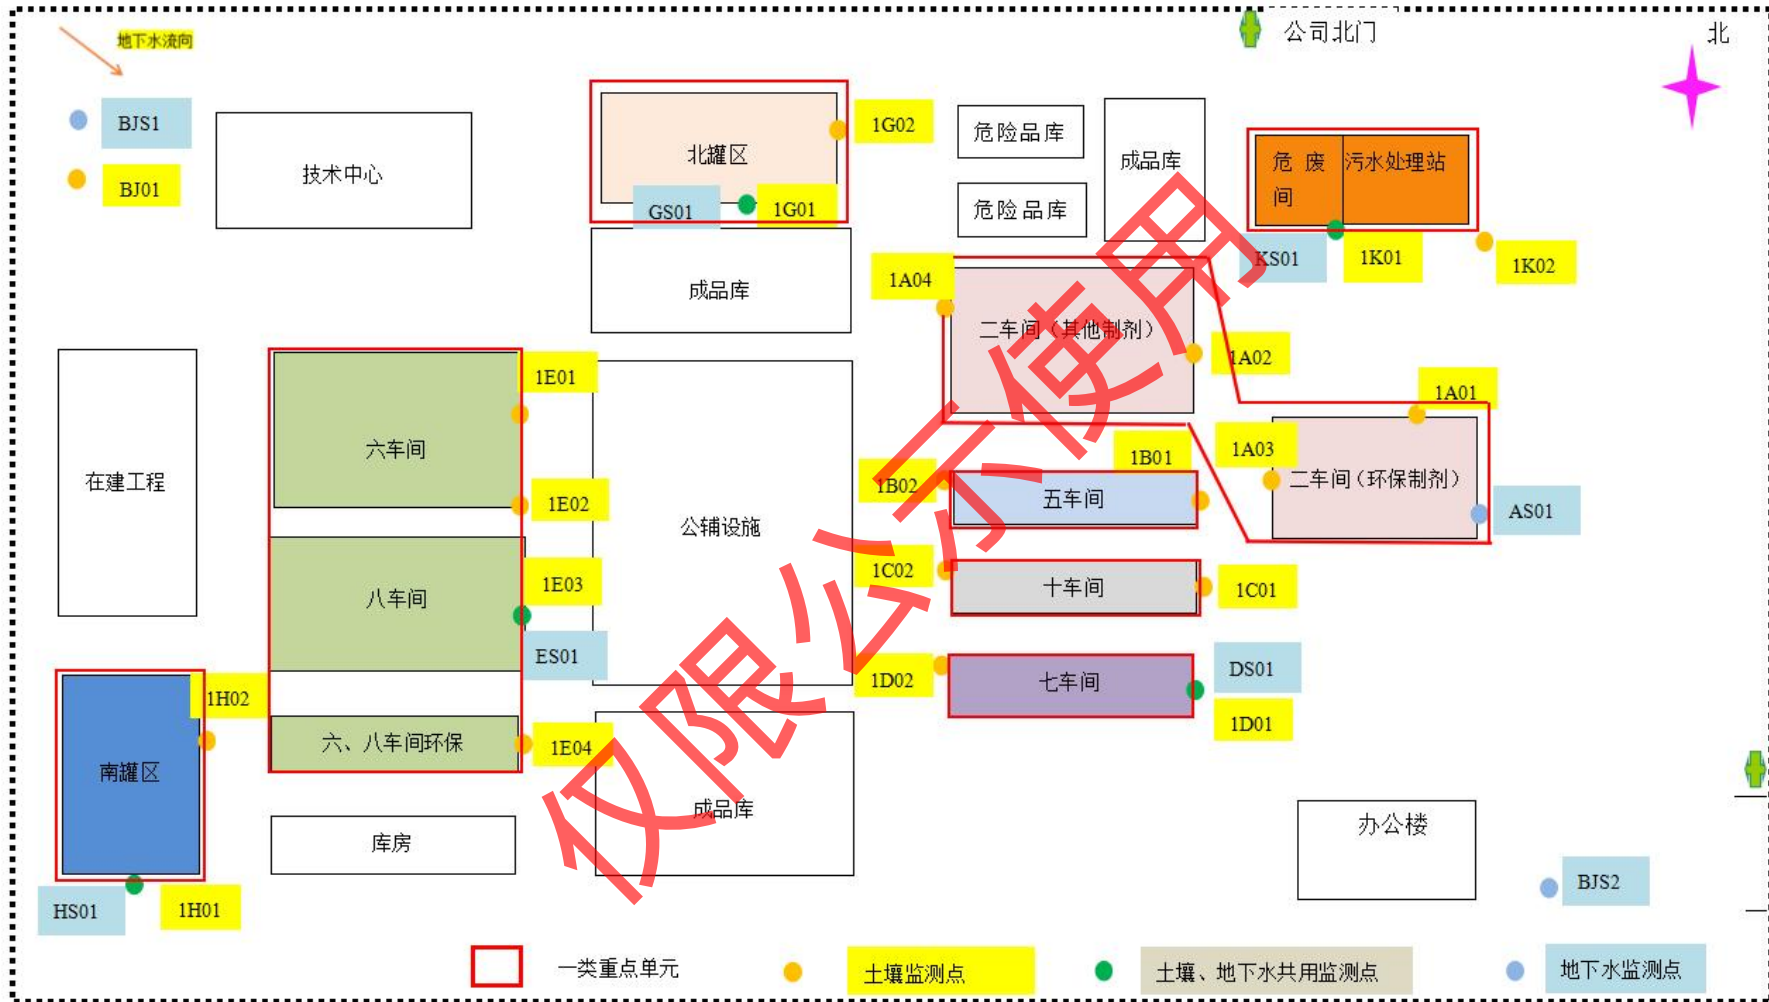 公司北门
北
地下水流向
BJS1
BJ01
技术中心
北罐区
1G02
GS01
1G01
危险品库
危险品库
成品库
危 废
间
污水处理站
KS01
1K01
1K02
成品库
1A04
二车间（其他制剂）
1A02
1A01
1A03
二车间（环保制剂）
AS01
在建工程
六车间
1E01
1E02
八车间
1E03
ES01
六、八车间环保
1E04
公辅设施
1B01
1B02
五车间
1C02
十车间
1C01
1D02
七车间
DS01
1D01
南罐区
1H02
HS01
1H01
库房
成品库
办公楼
BJS2
一类重点单元
土壤监测点
土壤、地下水共用监测点
地下水监测点
仅限公示使用